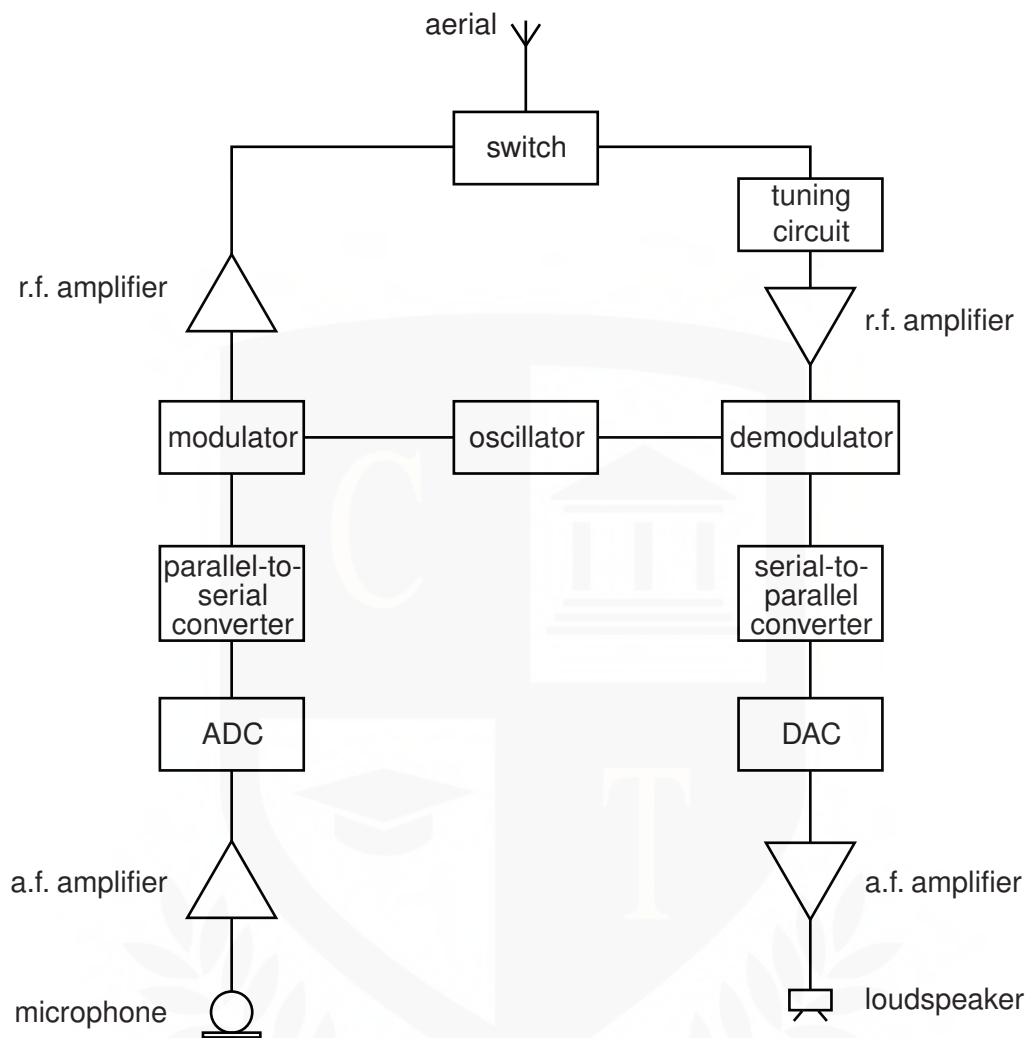 aerial
switch
tuning
circuit
r.f. amplifier
r.f. amplifier
modulator
oscillator
demodulator
parallel-to-
serial
converter
serial-to-
parallel
converter
ADC
DAC
a.f. amplifier
a.f. amplifier
microphone
loudspeaker
C
T